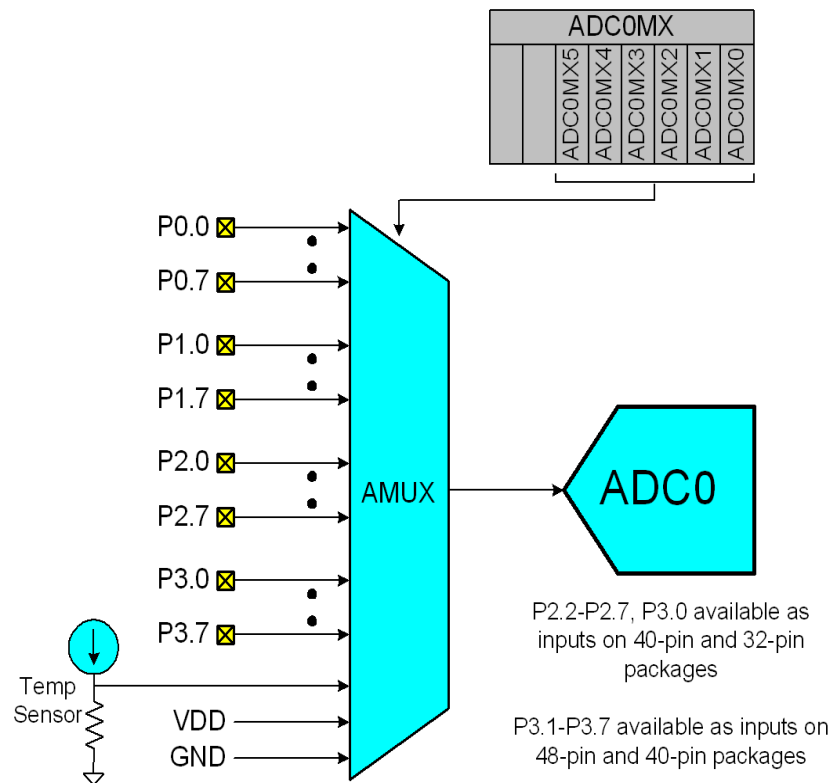 ADC0MX
ADC0MX5
ADC0MX4
ADC0MX3
ADC0MX2
ADC0MX1
ADC0MX0
P0.0
P0.7
P1.0
P1.7
P2.0
P2.7
P3.0
P3.7
AMUX
ADC0
Temp
Sensor
VDD
GND
P2.2-P2.7, P3.0 available as
inputs on 40-pin and 32-pin
packages
P3.1-P3.7 available as inputs on
48-pin and 40-pin packages